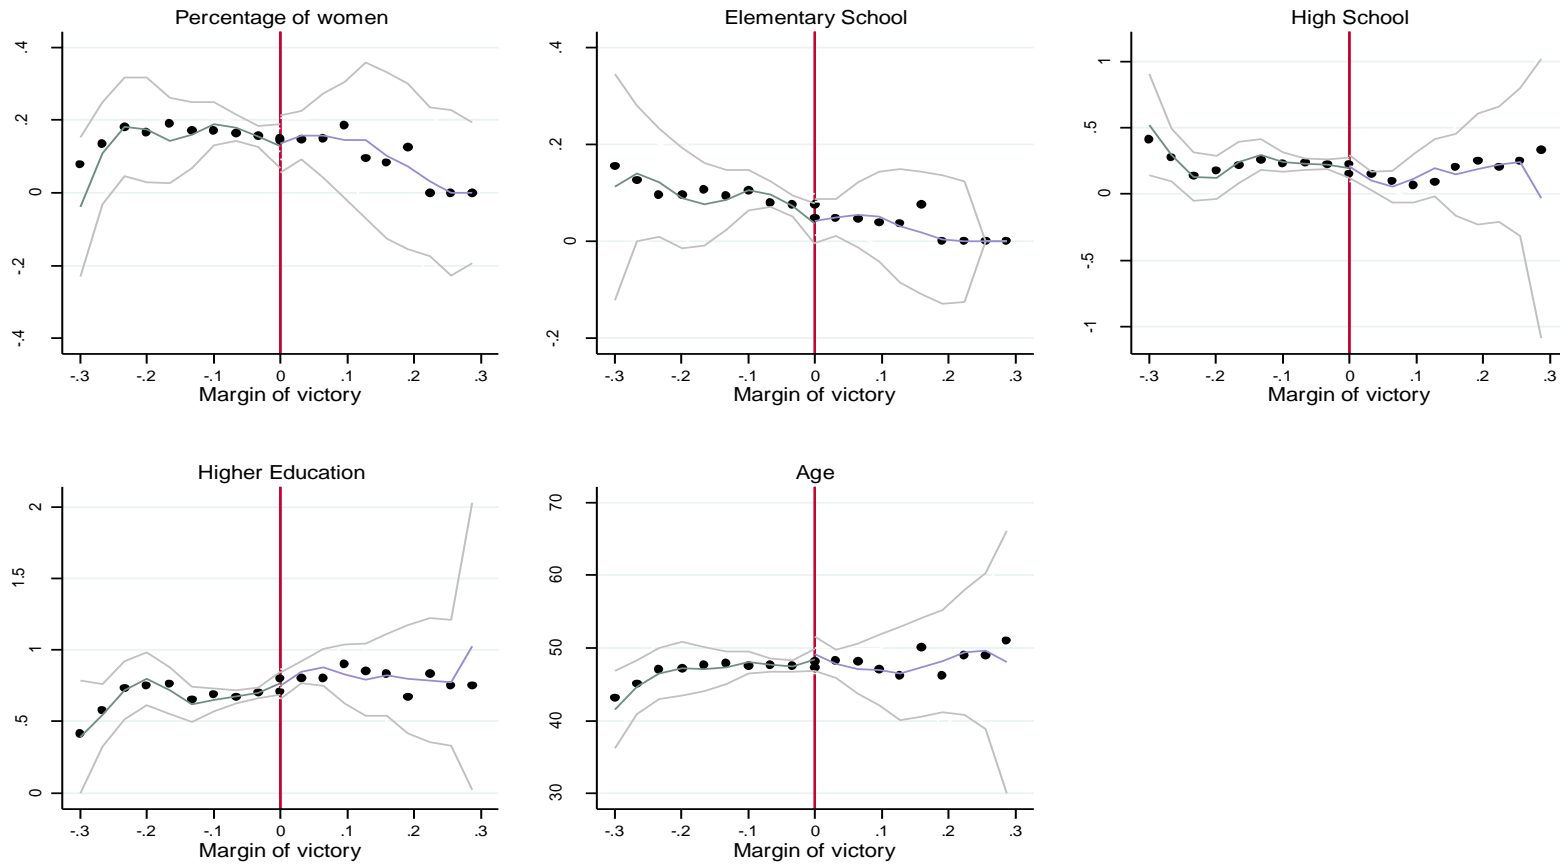 Percentage of women
.4
.2
0
-.2
-.4
-.3 -.2 -.1 0 .1 .2 .3
Margin of victory
Elementary School
.4
.2
0
-.2
-.3 -.2 -.1 0 .1 .2 .3
Margin of victory
High School
1
.5
0
-.5
-1
-.3 -.2 -.1 0 .1 .2 .3
Margin of victory
Higher Education
2
1.5
1
.5
0
-.3 -.2 -.1 0 .1 .2 .3
Margin of victory
Age
70
60
50
40
30
-.3 -.2 -.1 0 .1 .2 .3
Margin of victory